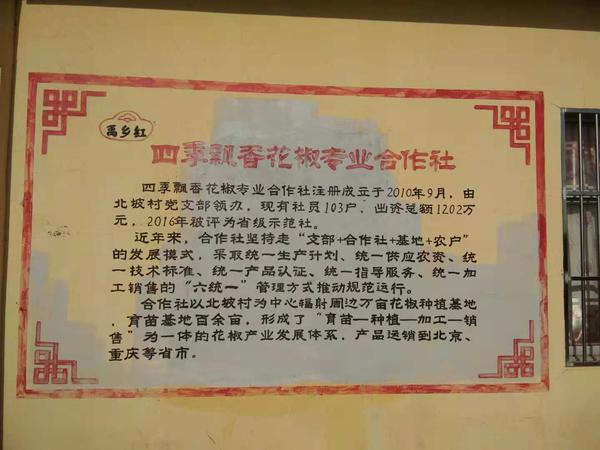 禹乡红
四季飘香花椒专业合作社
四季飘香花椒专业合作社注册成立于2010年9月，由
北坡村党支部领办，现有社员103户，出资总额1202万
元，2016年被评为省级示范社。
近年来，合作社坚持走“支部+合作社+基地+农户”
的发展模式，采取统一生产计划、统一供应农资、统
一技术标准、统一产品认证、统一指导服务、统一加
工销售的“六统一”管理方式推动规范运行。
合作社以北坡村为中心辐射周边万亩花椒种植基地
，育苗基地百余亩，形成了“育苗—种植—加工—销
售”为一体的花椒产业发展体系，产品远销到北京、
重庆等省市。